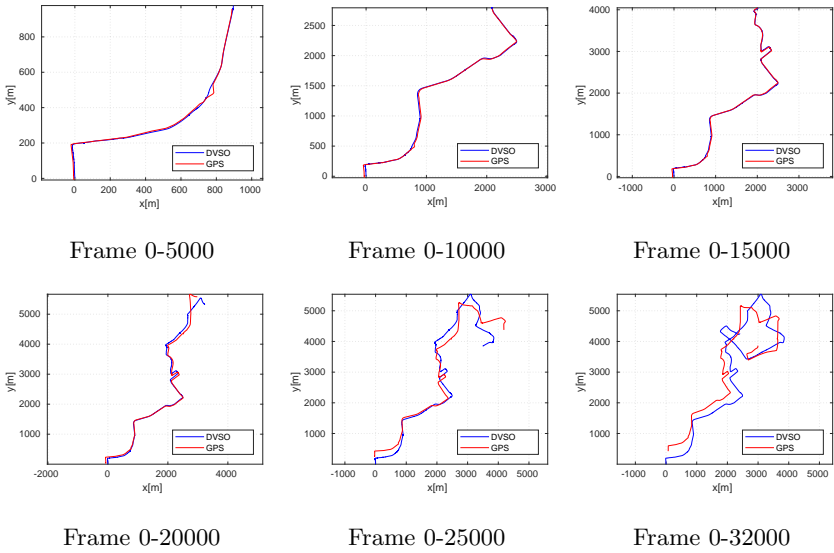 800
600
400
200
0
y[m]
0 200 400 600 800 1000
x[m]
DVSO
GPS
2500
2000
1500
1000
500
0
y[m]
0 1000 2000 3000
x[m]
DVSO
GPS
4000
3000
2000
1000
0
y[m]
-1000 0 1000 2000 3000
x[m]
DVSO
GPS
Frame 0-5000 Frame 0-10000 Frame 0-15000
5000
4000
3000
2000
1000
y[m]
-2000 0 2000 4000
x[m]
DVSO
GPS
5000
4000
3000
2000
1000
y[m]
-1000 0 1000 2000 3000 4000 5000
x[m]
DVSO
GPS
5000
4000
3000
2000
1000
y[m]
-1000 0 1000 2000 3000 4000 5000
x[m]
DVSO
GPS
Frame 0-20000 Frame 0-25000 Frame 0-32000